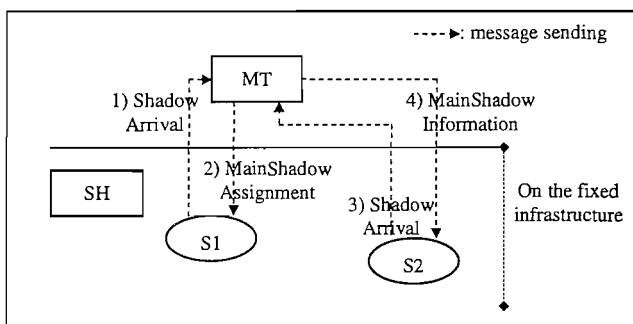 : message sending
MT
1) Shadow
Arrival
4) MainShadow
Information
2) MainShadow
Assignment
SH
3) Shadow
Arrival
On the fixed
infrastructure
S1
S2